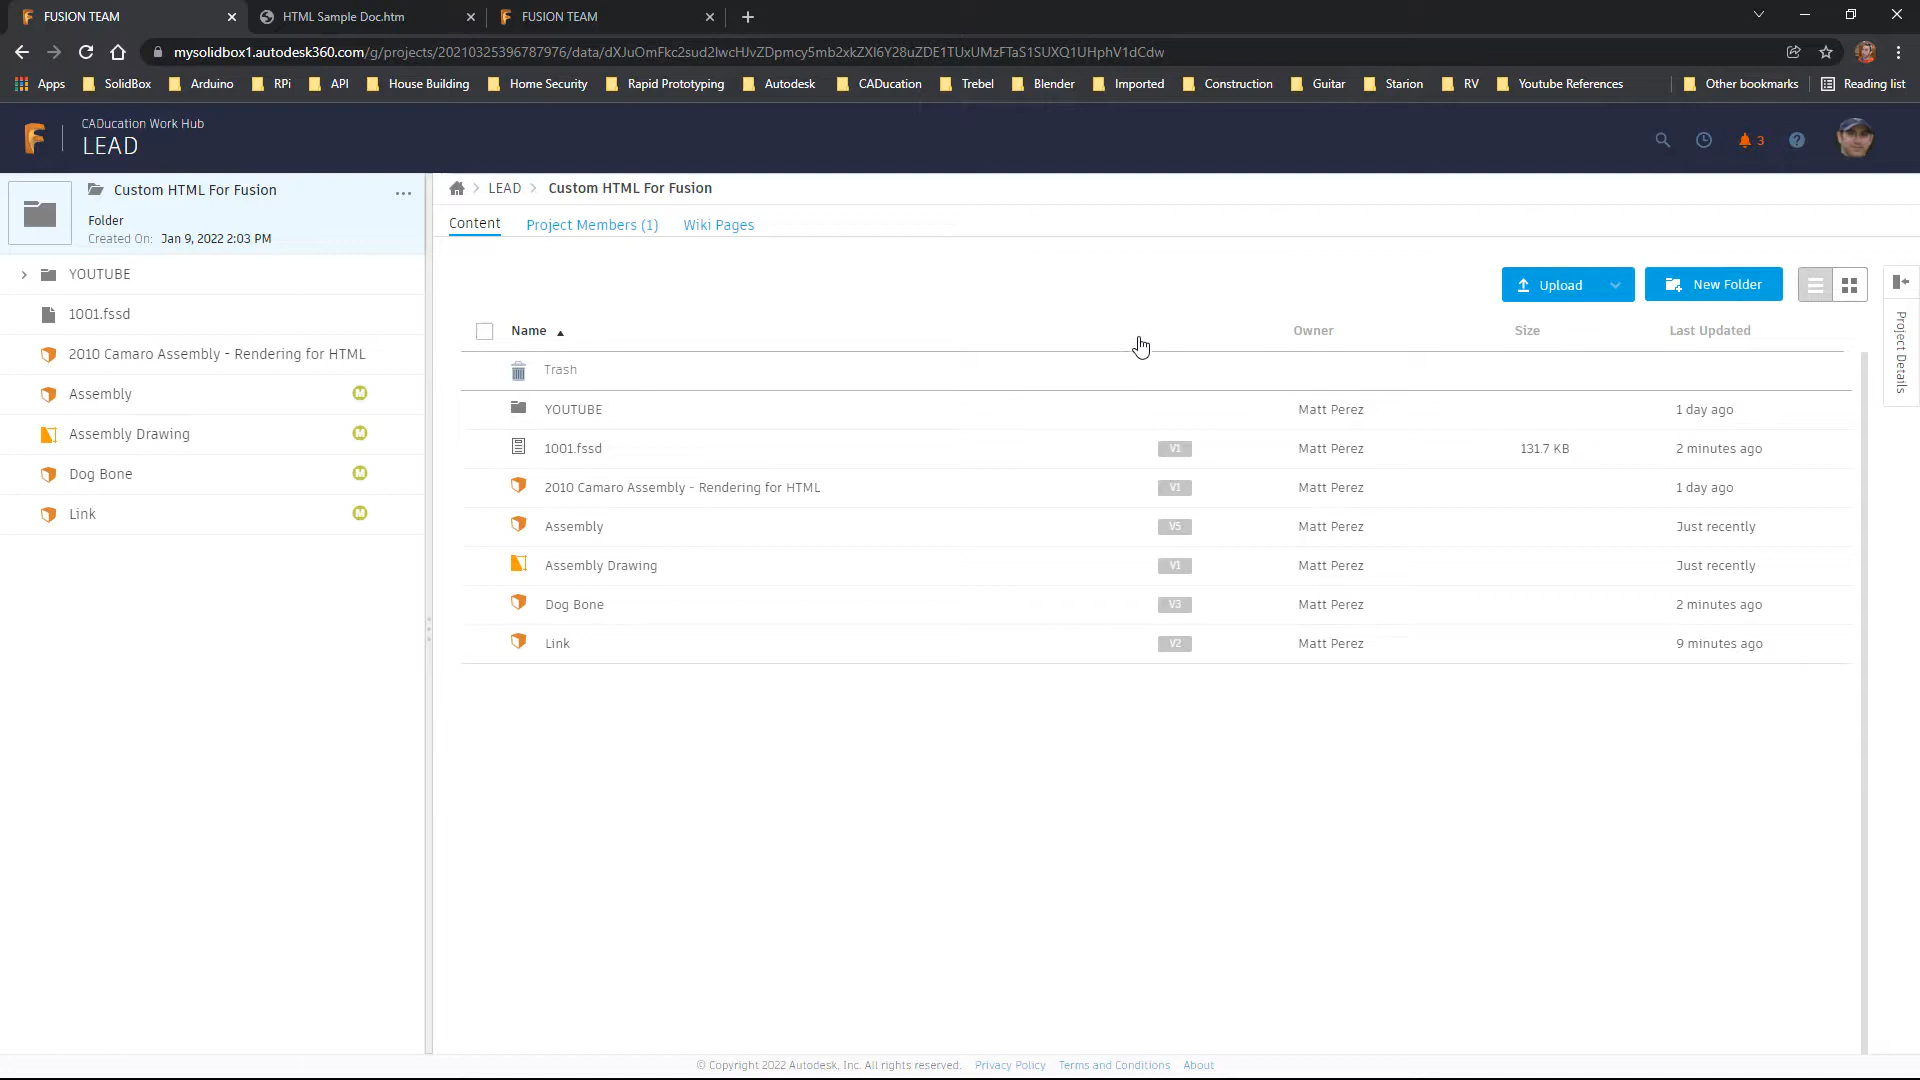 FUSION TEAM
HTML Sample Doc.htm
FUSION TEAM
mysolidbox1.autodesk360.com/g/projects/20210325396787976/data/dXJuOmFkc2sud2lwcHJvZDpmcy5mb2xkZXI6Y28uZDE1TUxUMzFTaS1SUXQ1UHphV1dCdw
Apps SolidBox Arduino RPi API House Building Home Security Rapid Prototyping Autodesk CADucation Trebel Blender Imported Construction Guitar Starion RV Youtube References Other bookmarks Reading list
CADucation Work Hub
LEAD
3
Custom HTML For Fusion
Folder
Created On: Jan 9, 2022 2:03 PM
YOUTUBE
1001.fssd
2010 Camaro Assembly - Rendering for HTML
Assembly M
Assembly Drawing M
Dog Bone M
Link M
LEAD > Custom HTML For Fusion
Content Project Members (1) Wiki Pages
Upload New Folder
Project Details
Name Owner Size Last Updated
Trash
YOUTUBE Matt Perez 1 day ago
1001.fssd V1 Matt Perez 131.7 KB 2 minutes ago
2010 Camaro Assembly - Rendering for HTML V1 Matt Perez 1 day ago
Assembly V5 Matt Perez Just recently
Assembly Drawing V1 Matt Perez Just recently
Dog Bone V3 Matt Perez 2 minutes ago
Link V2 Matt Perez 9 minutes ago
© Copyright 2022 Autodesk, Inc. All rights reserved. Privacy Policy Terms and Conditions About